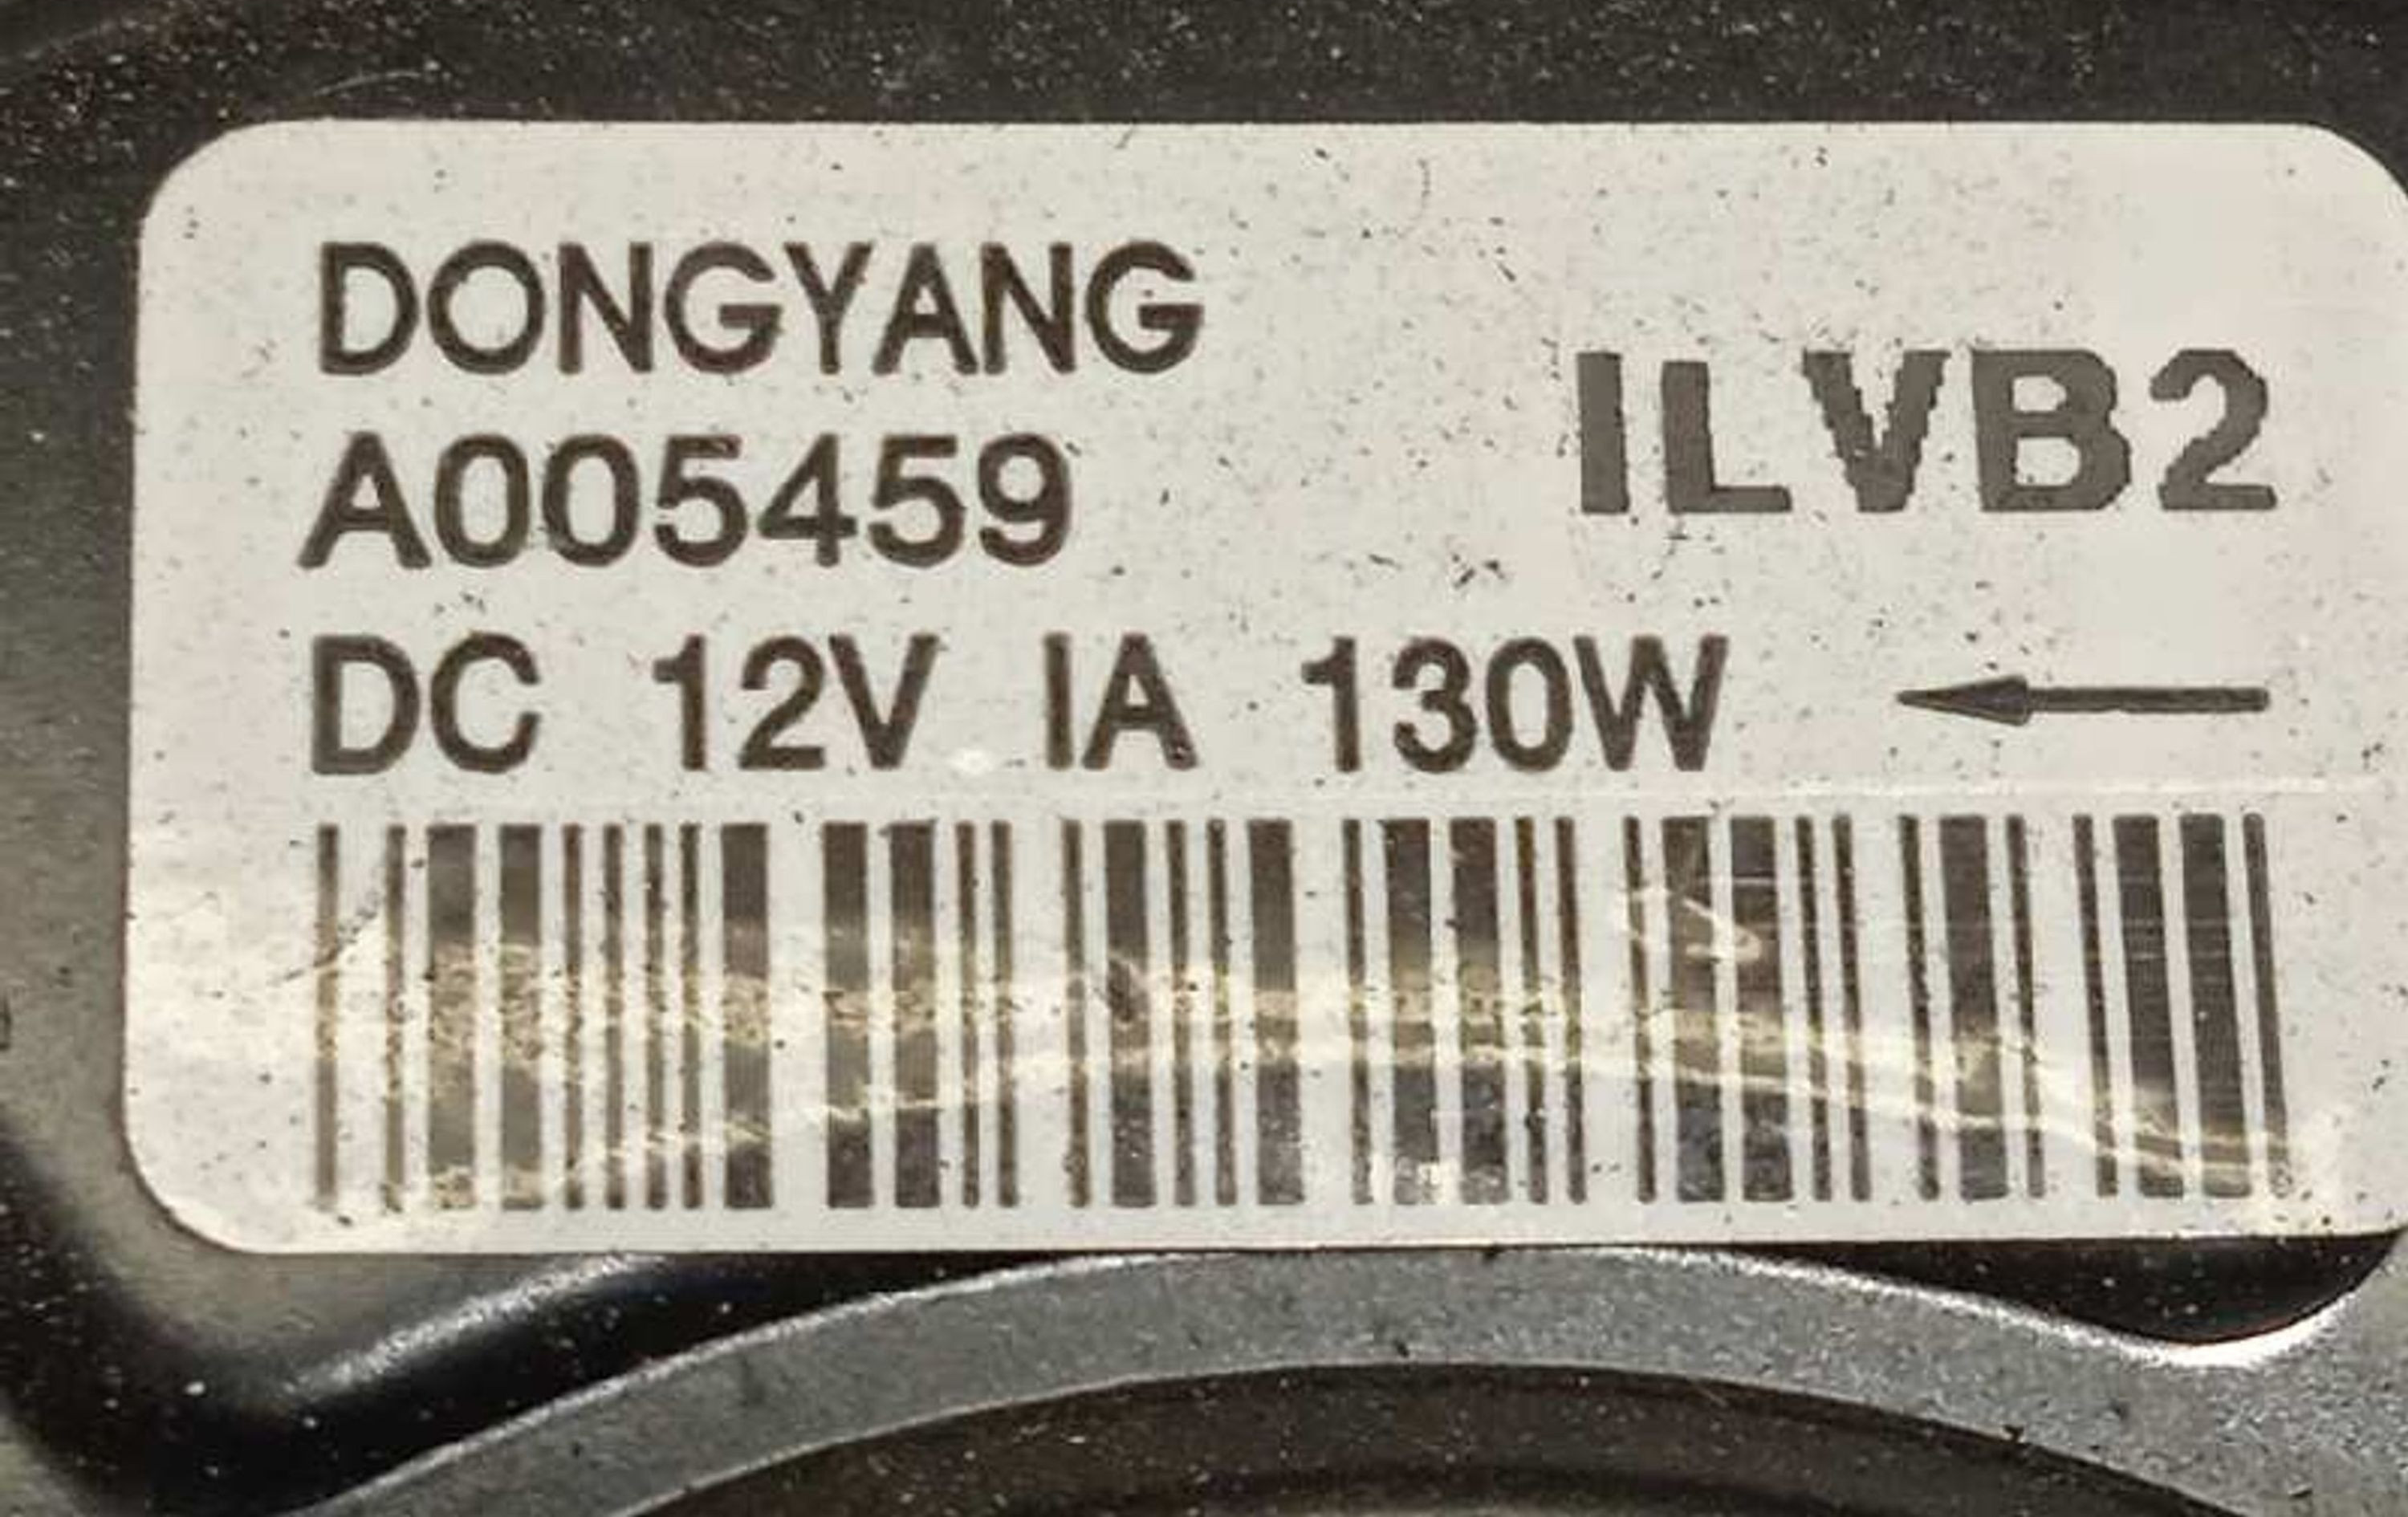 DONGYANG
A005459
ILVB2
DC 12V IA 130W